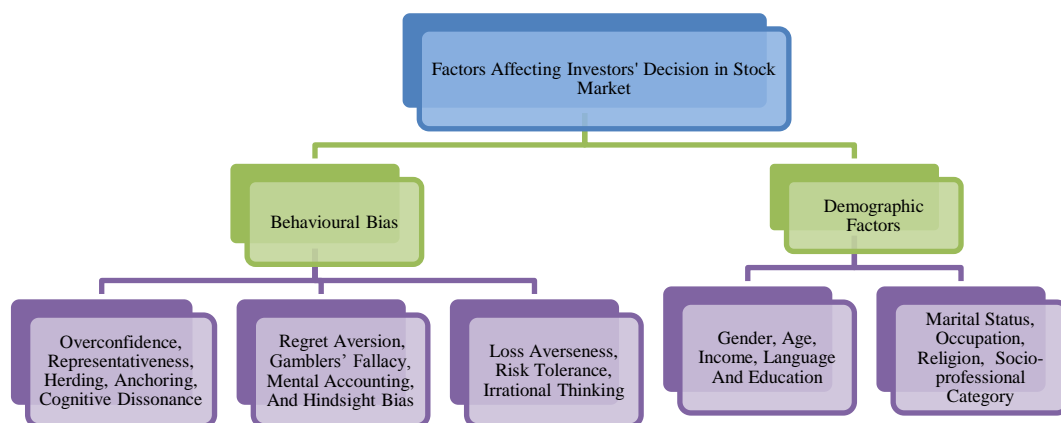 Factors Affecting Investors' Decision in Stock
Market
Behavioural Bias
Demographic
Factors
Overconfidence,
Representativeness,
Herding, Anchoring,
Cognitive Dissonance
Regret Aversion,
Gamblers’ Fallacy,
Mental Accounting,
And Hindsight Bias
Loss Averseness,
Risk Tolerance,
Irrational Thinking
Gender, Age,
Income, Language
And Education
Marital Status,
Occupation,
Religion, Socio-
professional
Category